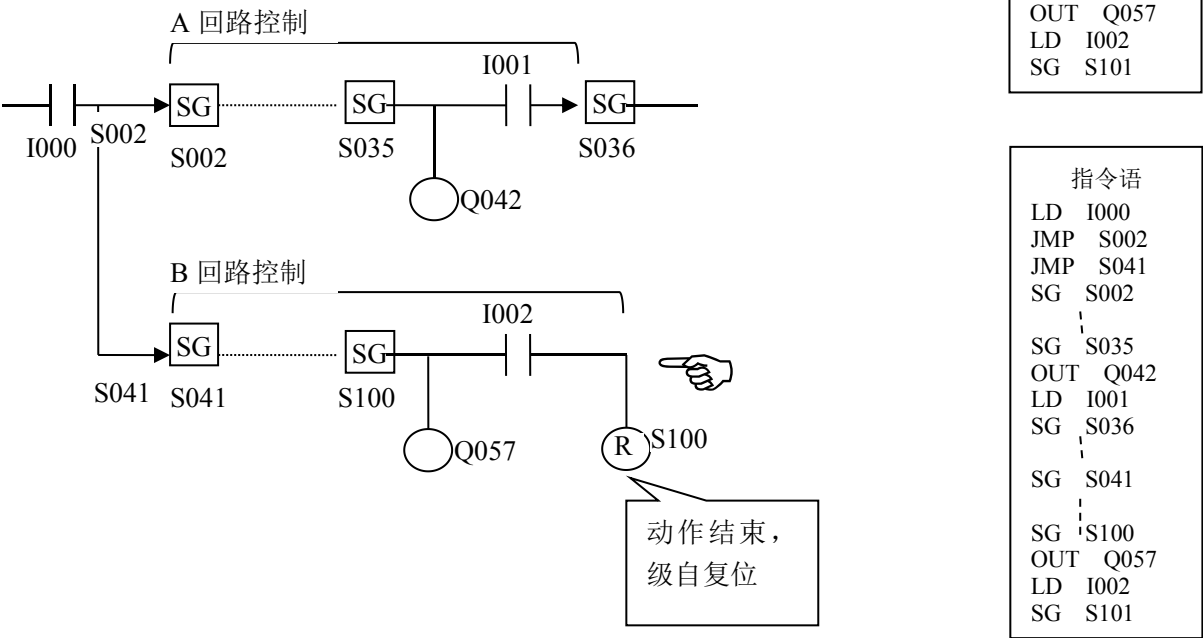 A 回路控制
I001
SG
SG
SG
I000
S002
S002
S035
S036
Q042
B 回路控制
I002
SG
SG
S041
S041
S100
Q057
R
S100
动作结束，
级自复位
OUT Q057
LD I002
SG S101
指令语
LD I000
JMP S002
JMP S041
SG S002
SG S035
OUT Q042
LD I001
SG S036
SG S041
SG S100
OUT Q057
LD I002
SG S101